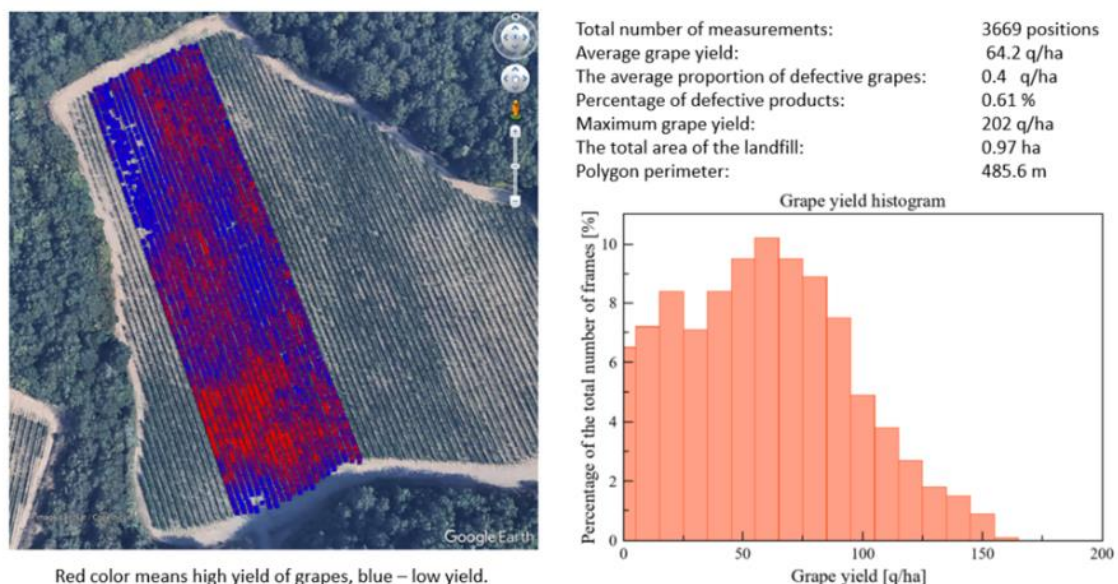 Total number of measurements: 3669 positions
Average grape yield: 64.2 q/ha
The average proportion of defective grapes: 0.4 q/ha
Percentage of defective products: 0.61 %
Maximum grape yield: 202 q/ha
The total area of the landfill: 0.97 ha
Polygon perimeter: 485.6 m
Grape yield histogram
Percentage of the total number of frames [%]
10
8
6
4
2
0
0 50 100 150 200
Grape yield [q/ha]
Google Earth
Red color means high yield of grapes, blue – low yield.